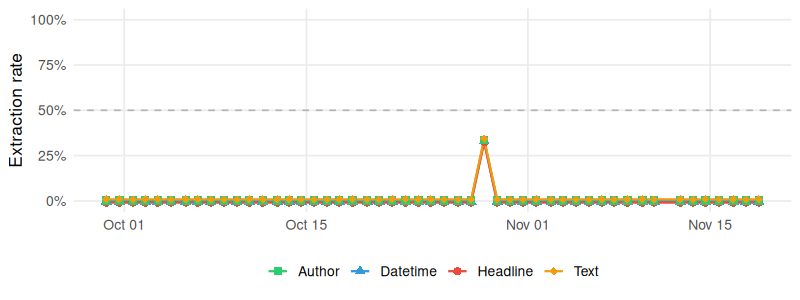 Extraction rate
100%
75%
50%
25%
0%
Oct 01 Oct 15 Nov 01 Nov 15
Author Datetime Headline Text